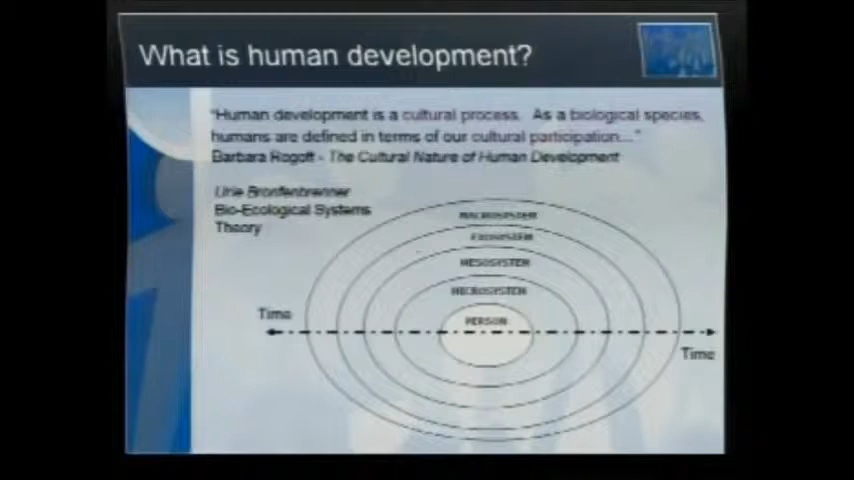 What is human development?
"Human development is a cultural process. As a biological species,
humans are defined in terms of our cultural participation..."
Barbara Rogoff - The Cultural Nature of Human Development
Urie Bronfenbrenner
Bio-Ecological Systems
Theory
MACROSYSTEM
EXOSYSTEM
MESOSYSTEM
MICROSYSTEM
PERSON
Time
Time